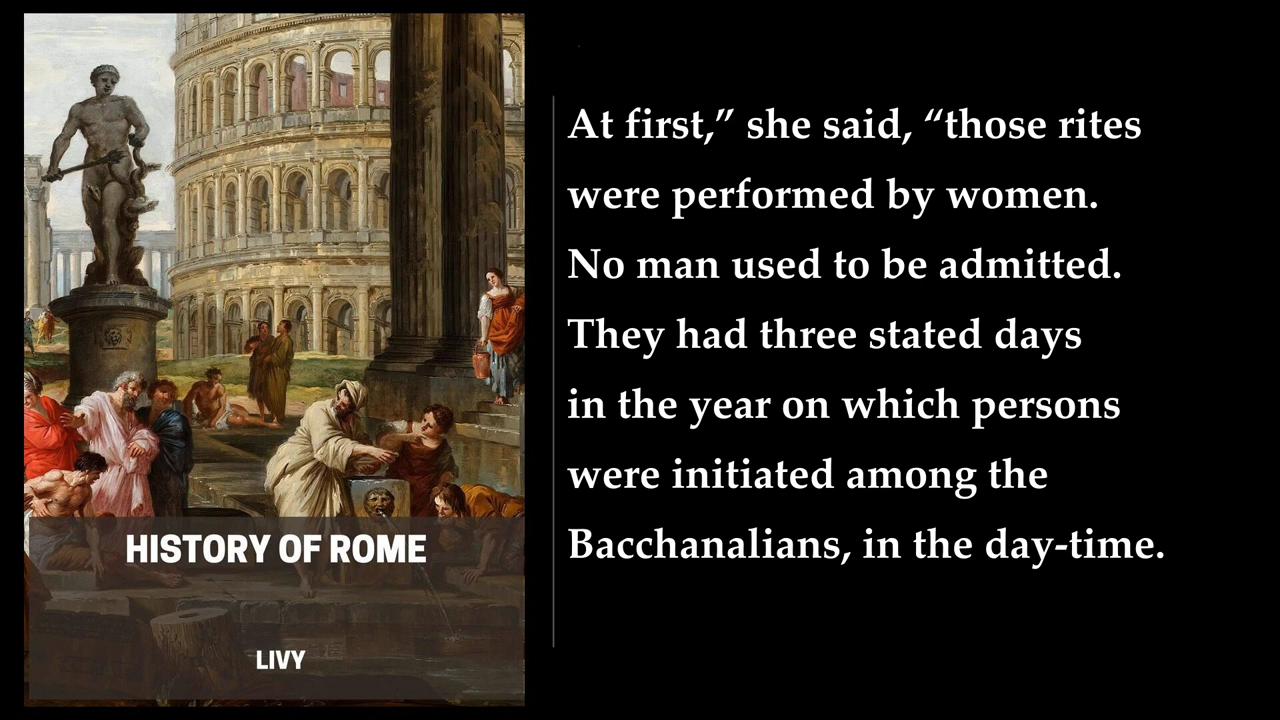 At first,” she said, “those rites
were performed by women.
No man used to be admitted.
They had three stated days
in the year on which persons
were initiated among the
Bacchanalians, in the day-time.
HISTORY OF ROME
LIVY